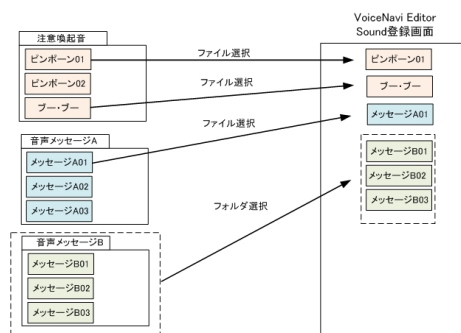 VoiceNavi Editor
Sound登録画面
注意喚起音
ピンポーン01
ピンポーン02
ブー・ブー
ファイル選択
ファイル選択
ファイル選択
フォルダ選択
音声メッセージA
メッセージA01
メッセージA02
メッセージA03
音声メッセージB
メッセージB01
メッセージB02
メッセージB03
ピンポーン01
ブー・ブー
メッセージA01
メッセージB01
メッセージB02
メッセージB03